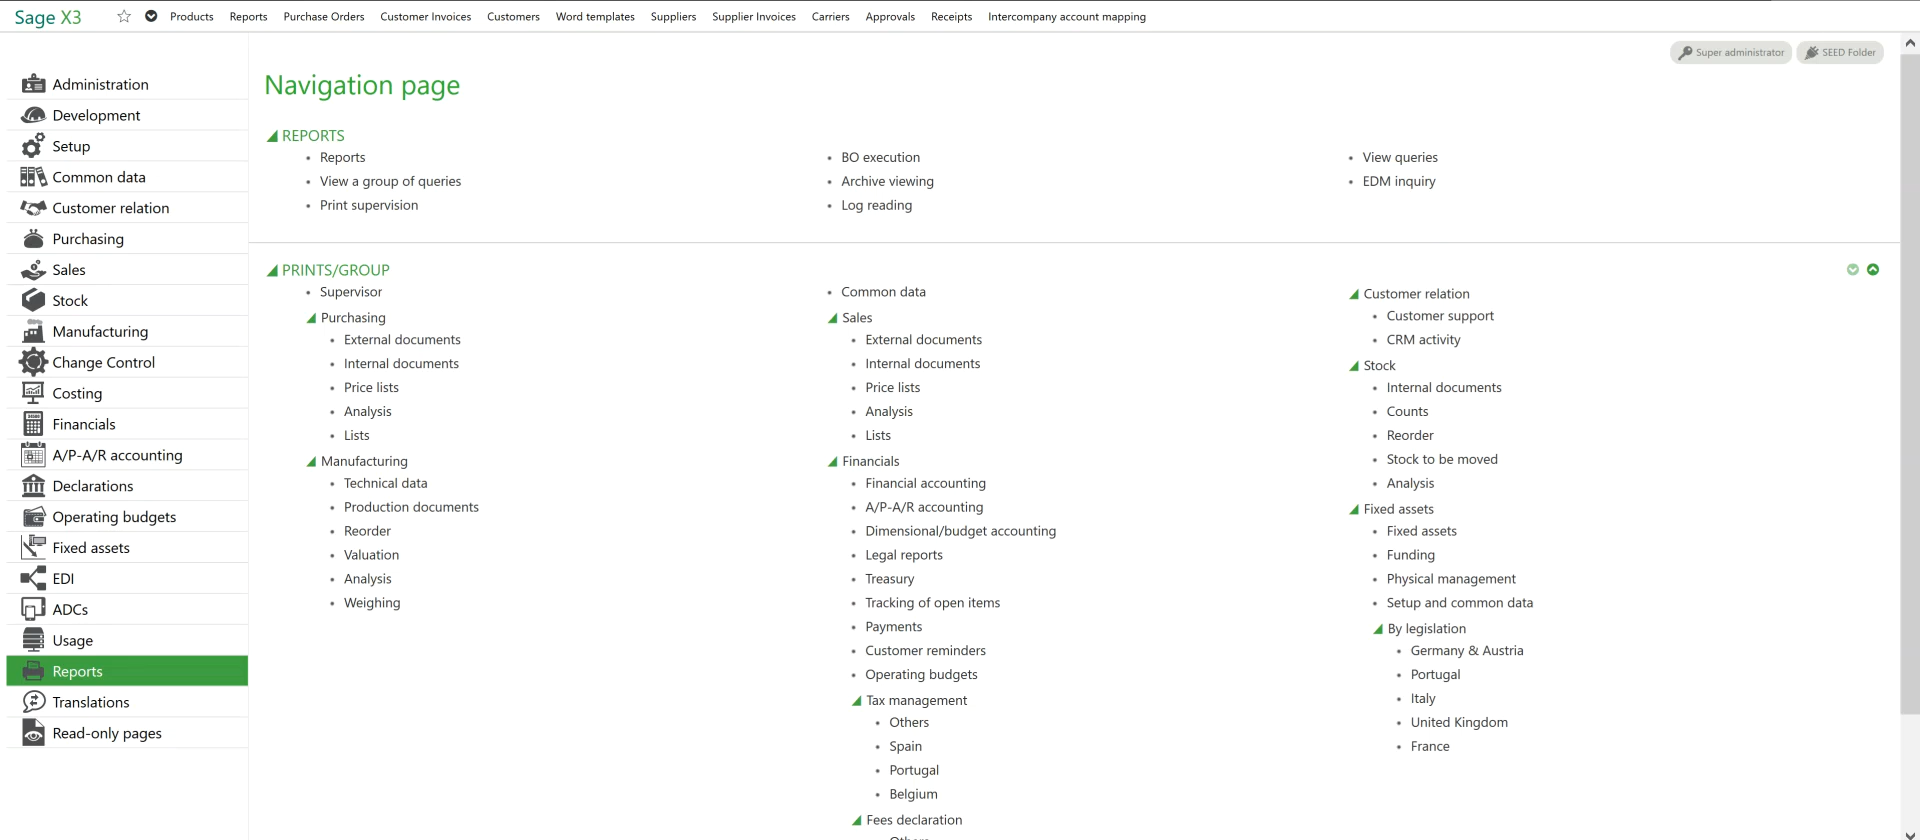 Sage X3
Products Reports Purchase Orders Customer Invoices Customers Word templates Suppliers Supplier Invoices Carriers Approvals Receipts Intercompany account mapping
Super administrator
SEED Folder
Administration
Development
Setup
Common data
Customer relation
Purchasing
Sales
Stock
Manufacturing
Change Control
Costing
Financials
A/P-A/R accounting
Declarations
Operating budgets
Fixed assets
EDI
ADCs
Usage
Reports
Translations
Read-only pages
Navigation page
REPORTS
Reports
View a group of queries
Print supervision
BO execution
Archive viewing
Log reading
View queries
EDM inquiry
PRINTS/GROUP
Supervisor
Purchasing
External documents
Internal documents
Price lists
Analysis
Lists
Manufacturing
Technical data
Production documents
Reorder
Valuation
Analysis
Weighing
Common data
Sales
External documents
Internal documents
Price lists
Analysis
Lists
Financials
Financial accounting
A/P-A/R accounting
Dimensional/budget accounting
Legal reports
Treasury
Tracking of open items
Payments
Customer reminders
Operating budgets
Tax management
Others
Spain
Portugal
Belgium
Fees declaration
Customer relation
Customer support
CRM activity
Stock
Internal documents
Counts
Reorder
Stock to be moved
Analysis
Fixed assets
Fixed assets
Funding
Physical management
Setup and common data
By legislation
Germany & Austria
Portugal
Italy
United Kingdom
France